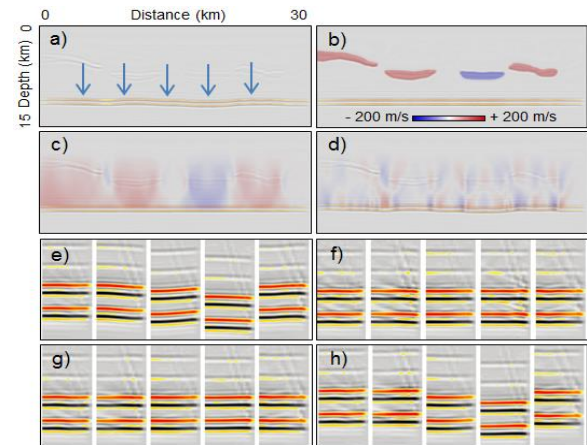 0 Distance (km) 30
15 Depth (km) 0
a)
b)
- 200 m/s + 200 m/s
c)
d)
e)
f)
g)
h)